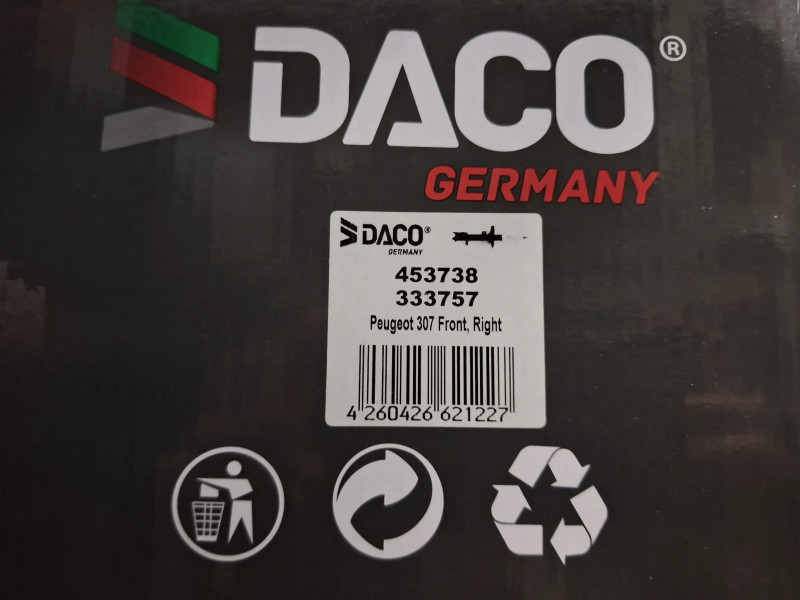 DACO®
GERMANY
DACO®
GERMANY
453738
333757
Peugeot 307 Front, Right
4 260426 621227